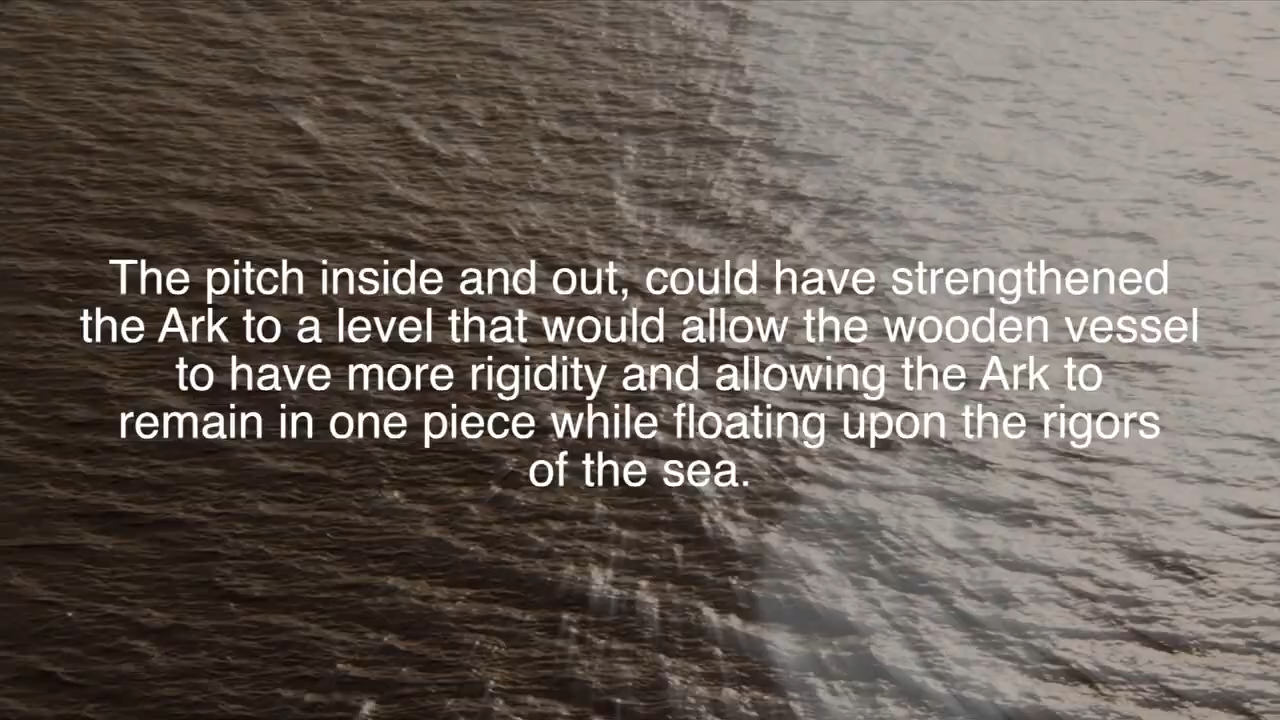 The pitch inside and out, could have strengthened
the Ark to a level that would allow the wooden vessel
to have more rigidity and allowing the Ark to
remain in one piece while floating upon the rigors
of the sea.